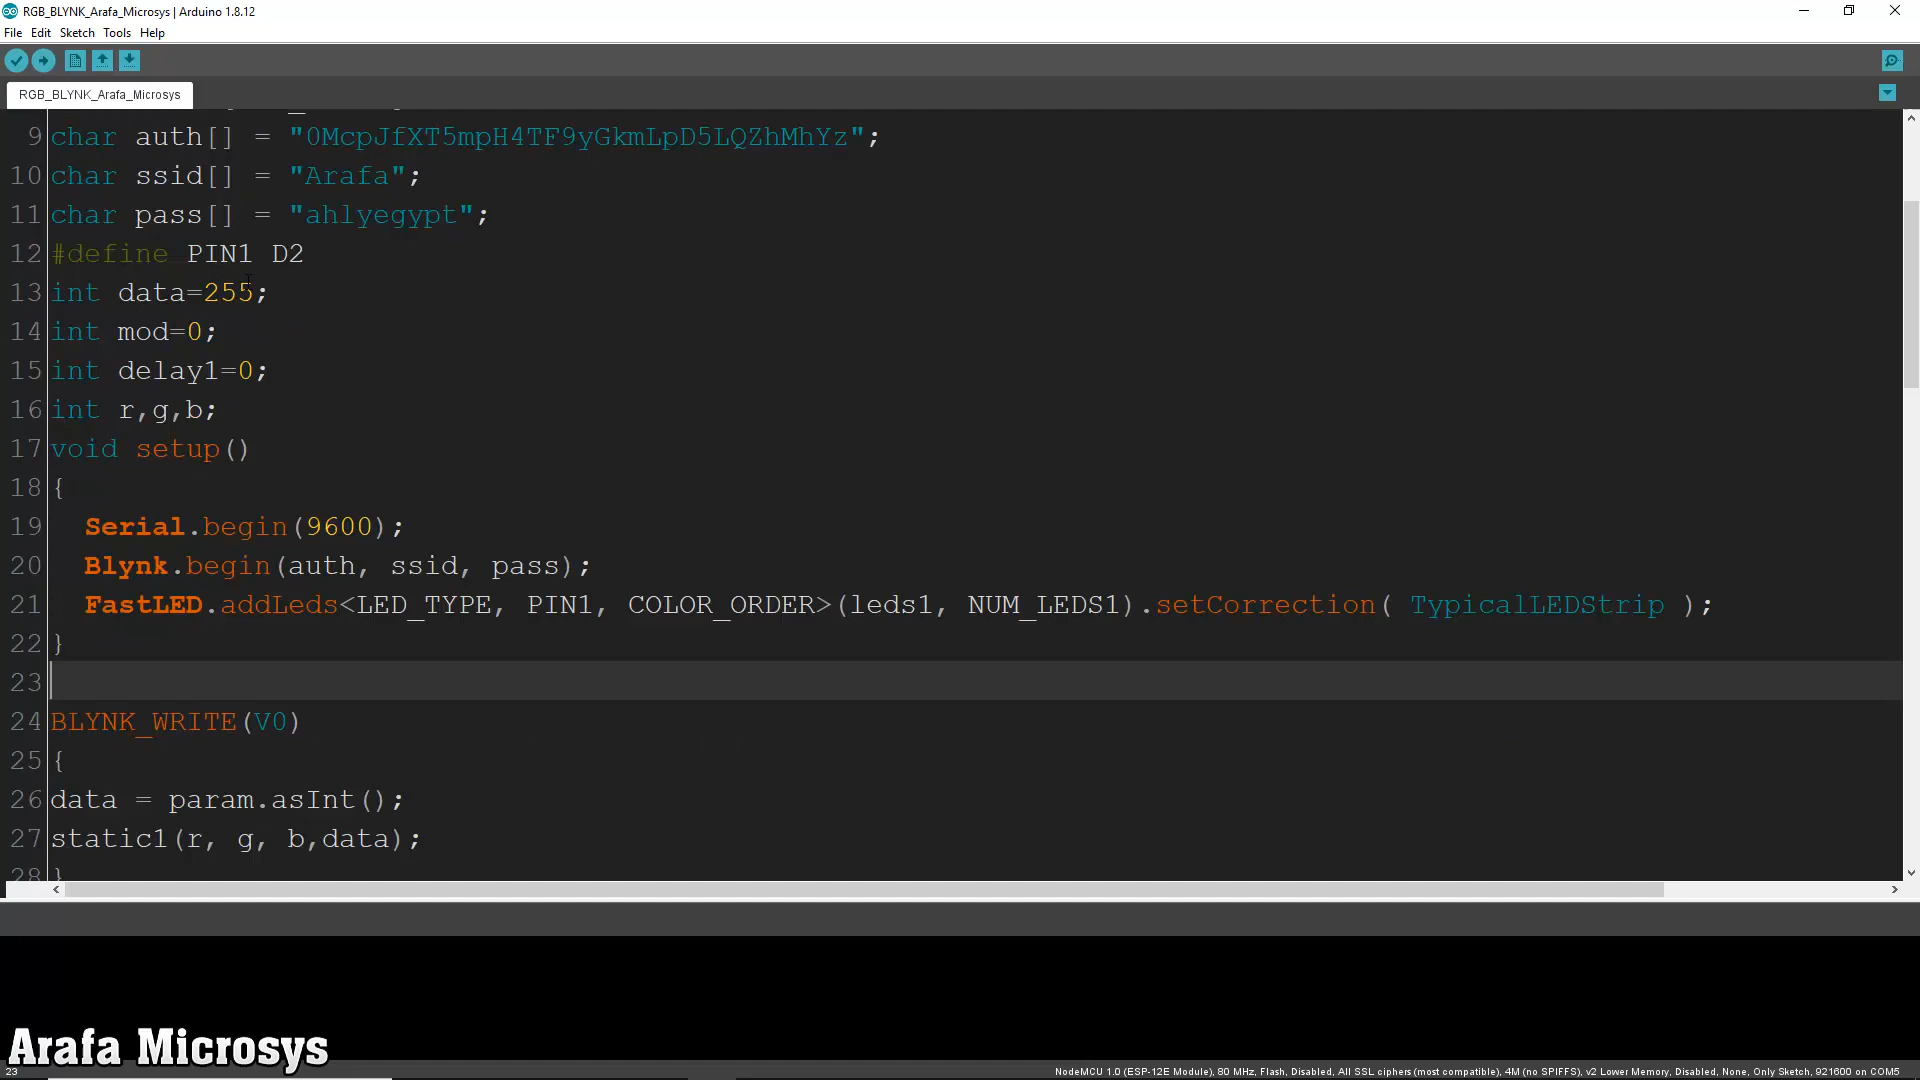 RGB_BLYNK_Arafa_Microsys | Arduino 1.8.12
File Edit Sketch Tools Help
RGB_BLYNK_Arafa_Microsys
9 char auth[] = "0McpJfXT5mpH4TF9yGkmLpD5LQZhMhYz";
10 char ssid[] = "Arafa";
11 char pass[] = "ahlyegypt";
12 #define PIN1 D2
13 int data=255;
14 int mod=0;
15 int delay1=0;
16 int r,g,b;
17 void setup()
18 {
19 Serial.begin(9600);
20 Blynk.begin(auth, ssid, pass);
21 FastLED.addLeds<LED_TYPE, PIN1, COLOR_ORDER>(leds1, NUM_LEDS1).setCorrection( TypicalLEDStrip );
22 }
23
24 BLYNK_WRITE(V0)
25 {
26 data = param.asInt();
27 static1(r, g, b,data);
28 }
Arafa Microsys
23
NodeMCU 1.0 (ESP-12E Module), 80 MHz, Flash, Disabled, All SSL ciphers (most compatible), 4M (no SPIFFS), v2 Lower Memory, Disabled, None, Only Sketch, 921600 on COM5